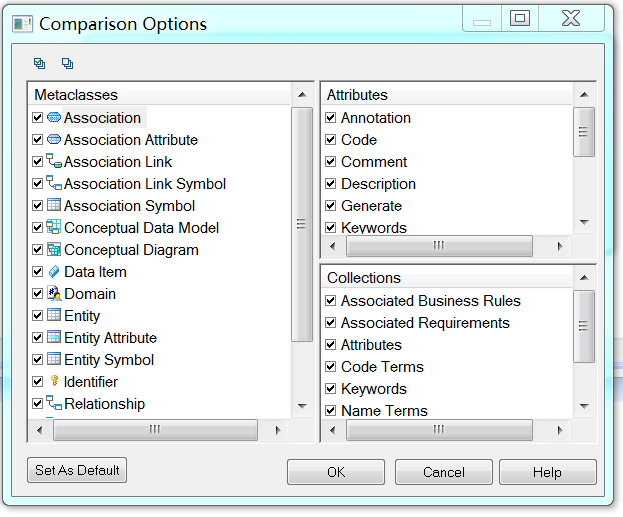 Comparison Options
Metaclasses
Association
Association Attribute
Association Link
Association Link Symbol
Association Symbol
Conceptual Data Model
Conceptual Diagram
Data Item
Domain
Entity
Entity Attribute
Entity Symbol
Identifier
Relationship
Attributes
Annotation
Code
Comment
Description
Generate
Keywords
Collections
Associated Business Rules
Associated Requirements
Attributes
Code Terms
Keywords
Name Terms
Set As Default
OK
Cancel
Help